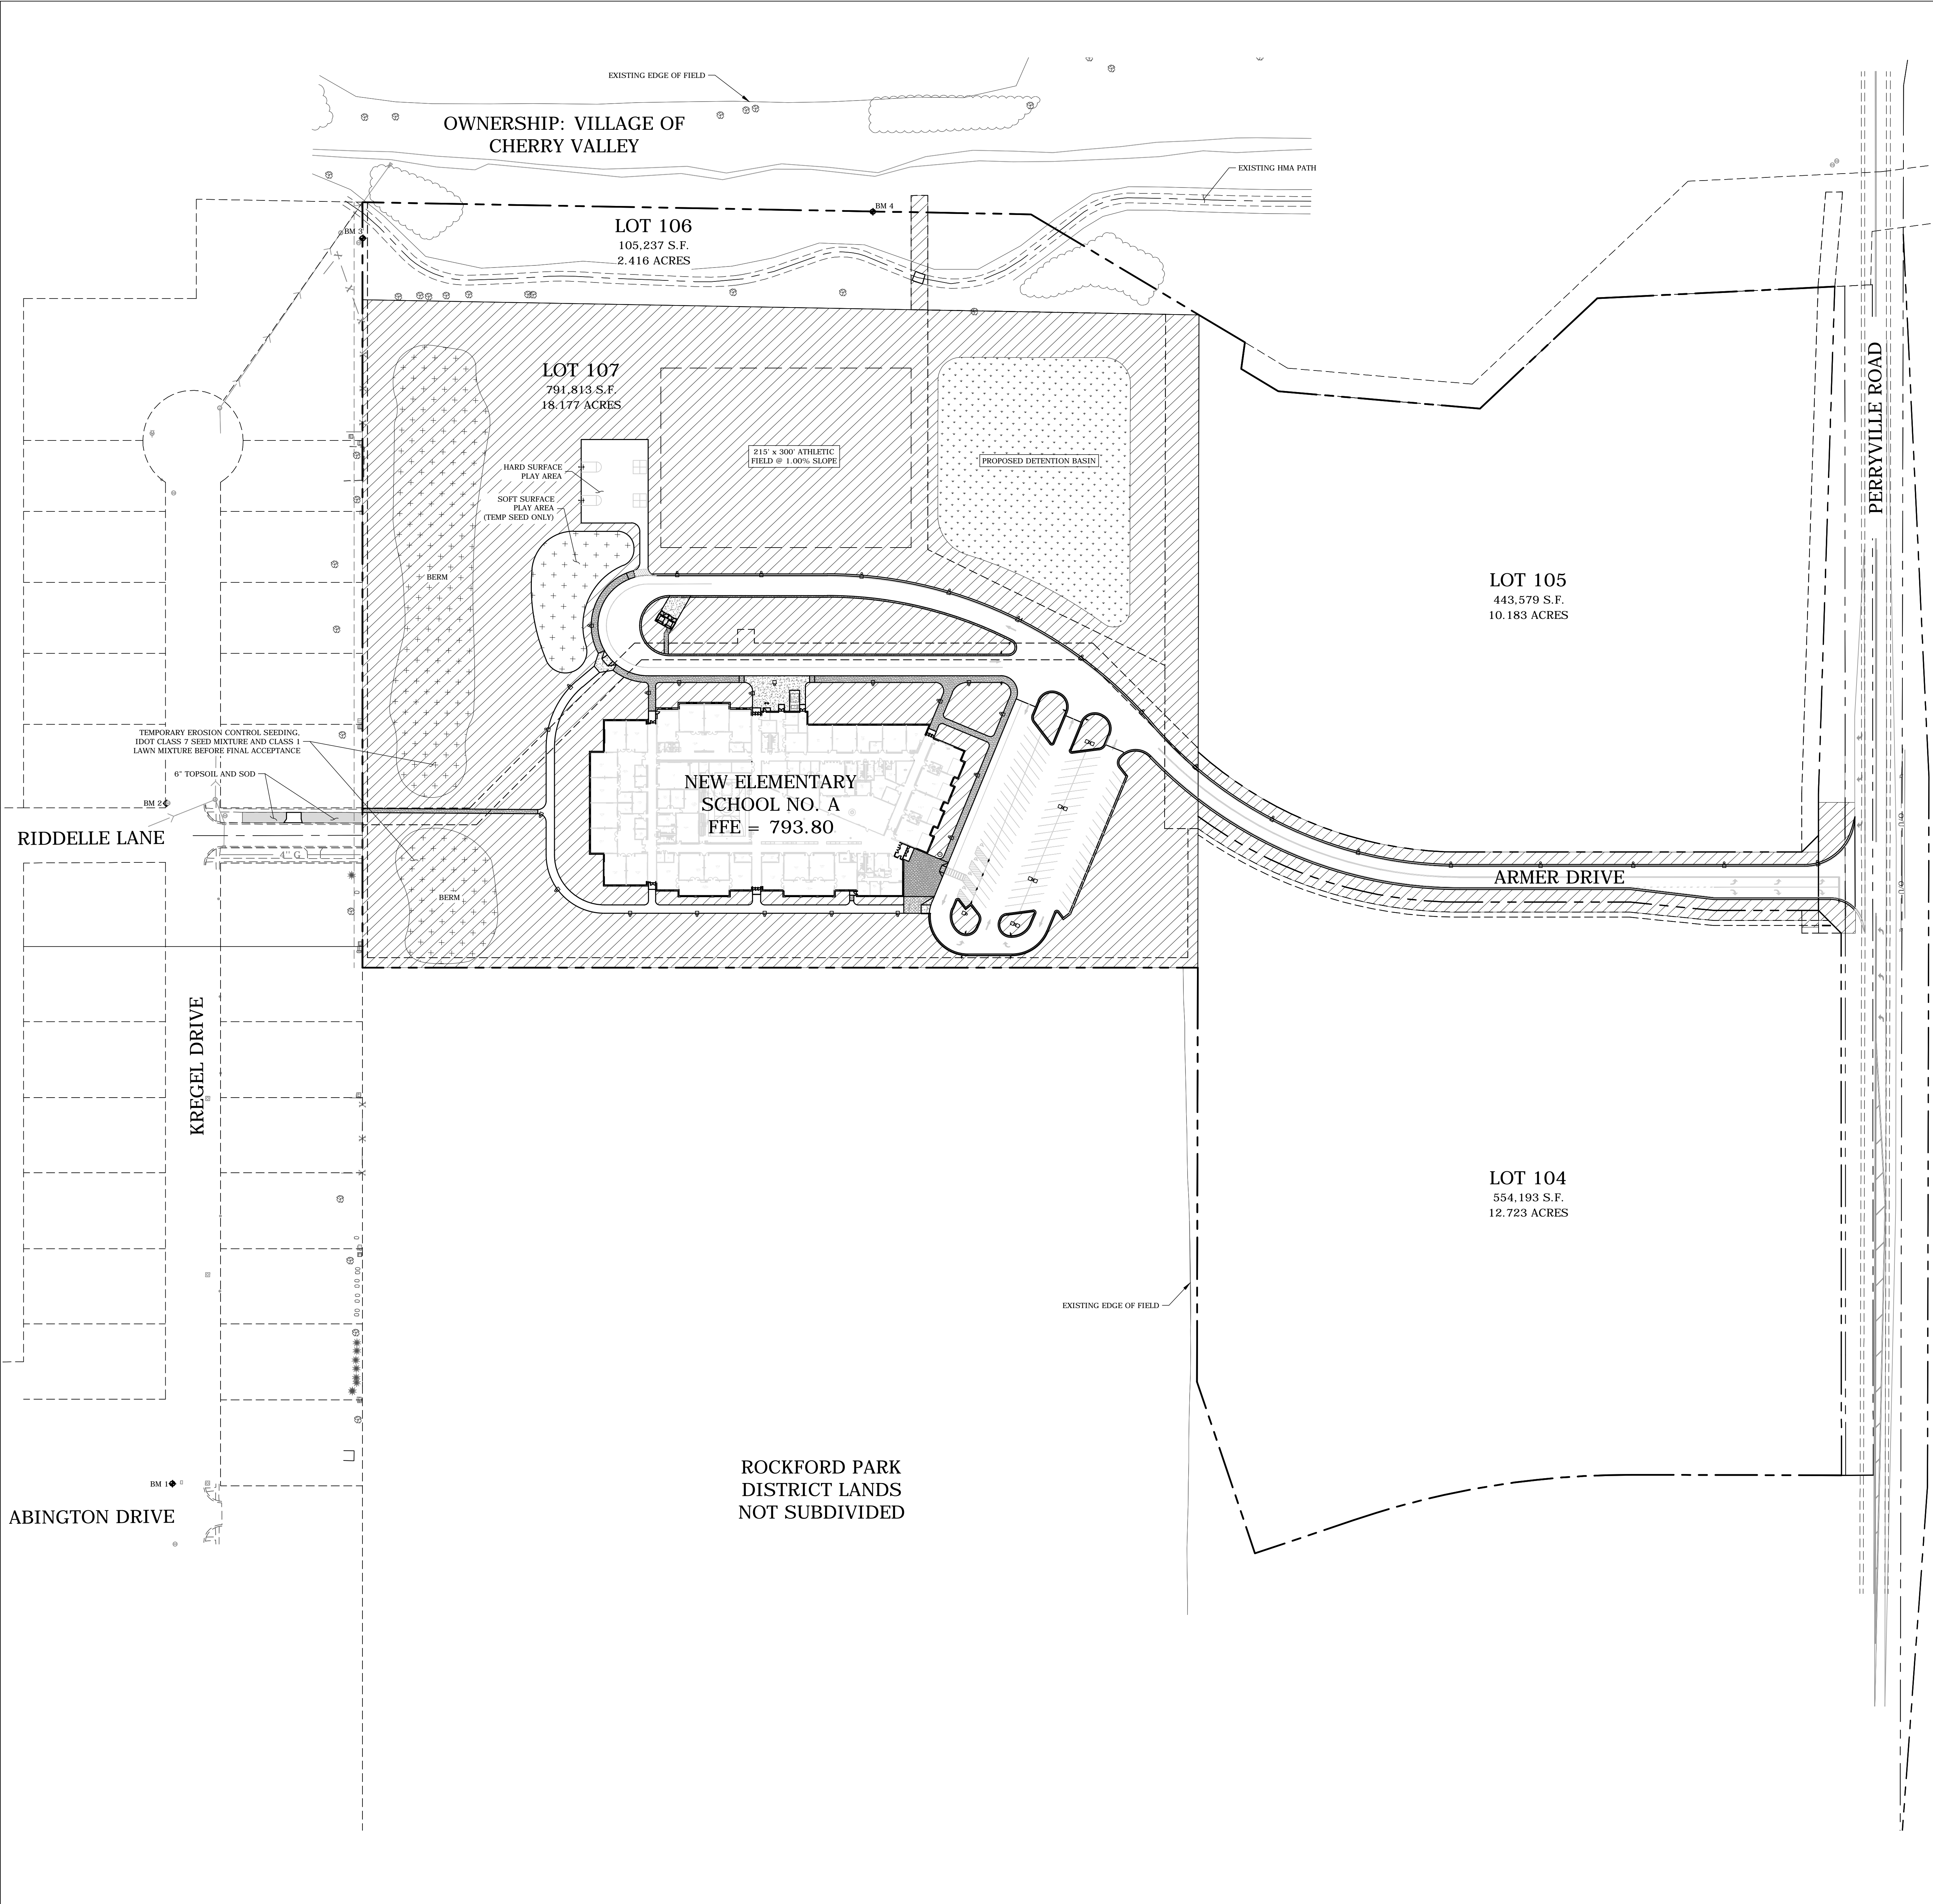 EXISTING EDGE OF FIELD
OWNERSHIP: VILLAGE OF
CHERRY VALLEY
EXISTING HMA PATH
BM 4
BM 3
LOT 106
105,237 S.F.
2.416 ACRES
LOT 107
791,813 S.F.
18.177 ACRES
PERRYVILLE ROAD
215' x 300' ATHLETIC
FIELD @ 1.00% SLOPE
PROPOSED DETENTION BASIN
HARD SURFACE
PLAY AREA
SOFT SURFACE
PLAY AREA
(TEMP SEED ONLY)
BERM
LOT 105
443,579 S.F.
10.183 ACRES
TEMPORARY EROSION CONTROL SEEDING,
IDOT CLASS 7 SEED MIXTURE AND CLASS 1
LAWN MIXTURE BEFORE FINAL ACCEPTANCE
6" TOPSOIL AND SOD
BM 2
RIDDELLE LANE
4" G
NEW ELEMENTARY
SCHOOL NO. A
FFE = 793.80
ARMER DRIVE
BERM
KREGEL DRIVE
LOT 104
554,193 S.F.
12.723 ACRES
EXISTING EDGE OF FIELD
ROCKFORD PARK
DISTRICT LANDS
NOT SUBDIVIDED
BM 1
ABINGTON DRIVE